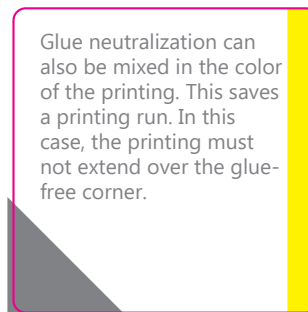 Glue neutralization can
also be mixed in the color
of the printing. This saves
a printing run. In this
case, the printing must
not extend over the glue-
free corner.